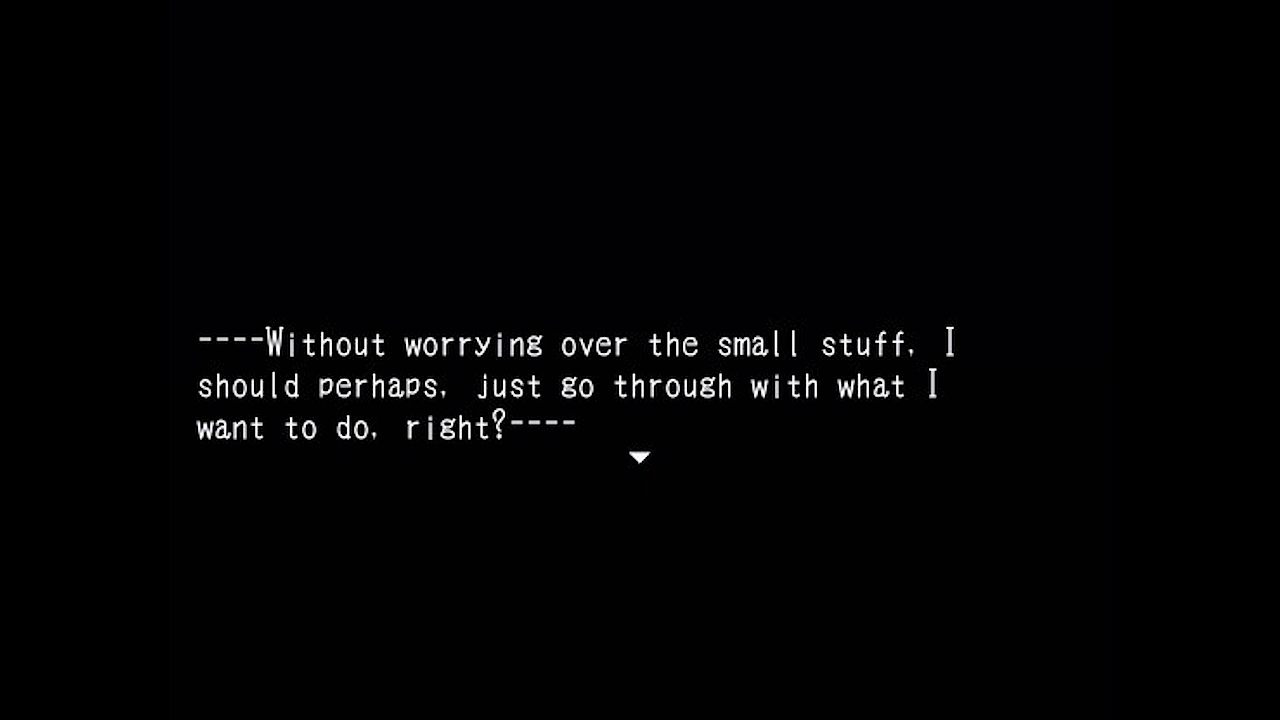 ----Without worrying over the small stuff, I
should perhaps, just go through with what I
want to do, right?----